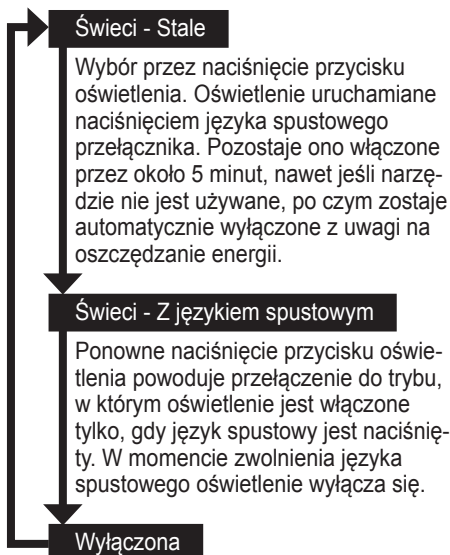 Świeci - Stale
Wybór przez naciśnięcie przycisku
oświetlenia. Oświetlenie uruchamiane
naciśnięciem języka spustowego
przełącznika. Pozostaje ono włączone
przez około 5 minut, nawet jeśli narzę-
dzie nie jest używane, po czym zostaje
automatycznie wyłączone z uwagi na
oszczędzanie energii.
Świeci - Z językiem spustowym
Ponowne naciśnięcie przycisku oświe-
tlenia powoduje przełączenie do trybu,
w którym oświetlenie jest włączone
tylko, gdy język spustowy jest naciśnię-
ty. W momencie zwolnienia języka
spustowego oświetlenie wyłącza się.
Wyłączona